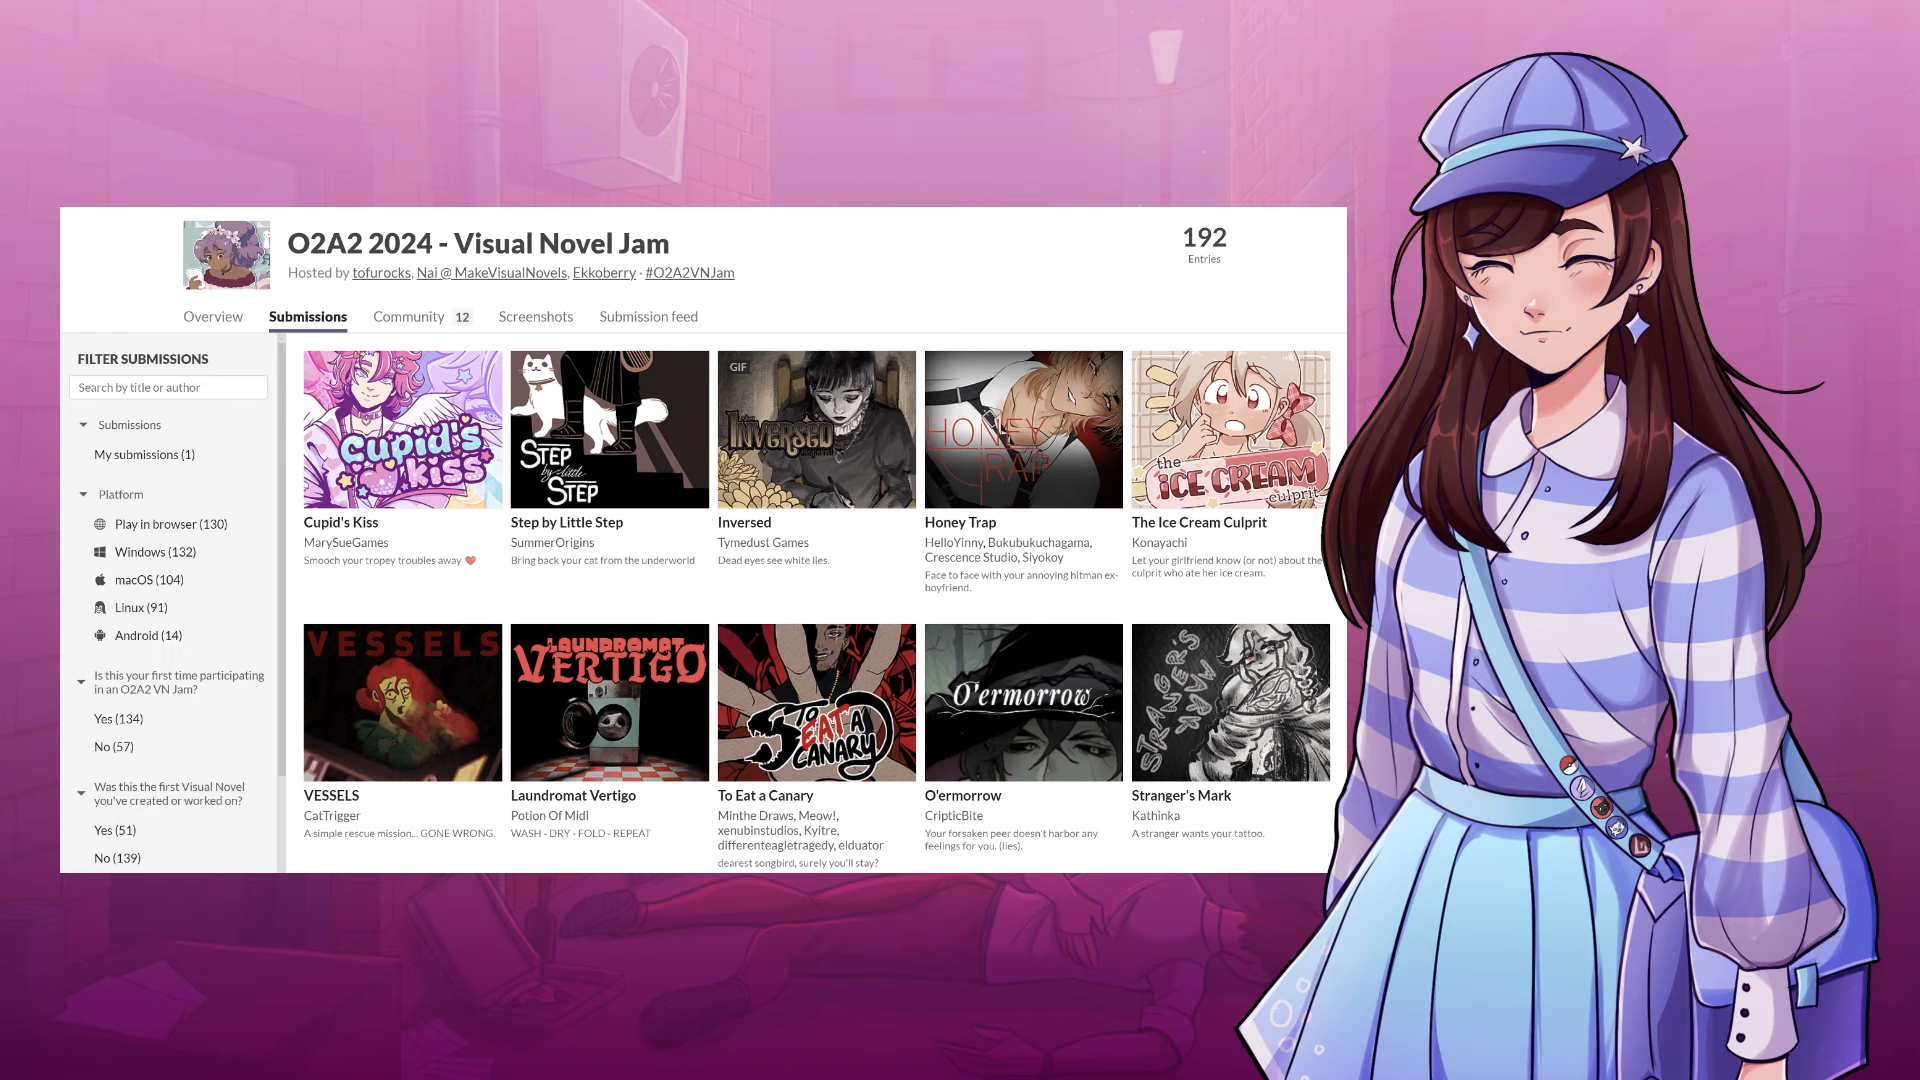 O2A2 2024 - Visual Novel Jam
Hosted by tofurocks, Nai @ MakeVisualNovels, Ekkoberry · #O2A2VNJam
192
Entries
Overview
Submissions
Community 12
Screenshots
Submission feed
FILTER SUBMISSIONS
Search by title or author
Submissions
My submissions (1)
Platform
Play in browser (130)
Windows (132)
macOS (104)
Linux (91)
Android (14)
Is this your first time participating
in an O2A2 VN Jam?
Yes (134)
No (57)
Was this the first Visual Novel
you've created or worked on?
Yes (51)
No (139)
Cupid's
Kiss
Cupid's Kiss
MarySueGames
Smooch your tropey troubles away ❤
STEP
by little
STEP
Step by Little Step
SummerOrigins
Bring back your cat from the underworld
GIF
INVERSED
Inversed
Tymedust Games
Dead eyes see white lies.
HONEY
TRAP
Honey Trap
HelloYinny, Bukubukuchagama,
Crescence Studio, Siyokoy
Face to face with your annoying hitman ex-
boyfriend.
the
ICE CREAM
culprit
The Ice Cream Culprit
Konayachi
Let your girlfriend know (or not) about the
culprit who ate her ice cream.
VESSELS
VESSELS
CatTrigger
A simple rescue mission... GONE WRONG.
LAUNDROMAT
VERTIGO
Laundromat Vertigo
Potion Of Midi
WASH - DRY - FOLD - REPEAT
TO
EAT A
CANARY
To Eat a Canary
Minthe Draws, Meow!,
xenubinstudios, Kyitre,
differenteagletragedy, elduator
dearest songbird, surely you'll stay?
O'ermorrow
O'ermorrow
CripticBite
Your forsaken peer doesn't harbor any
feelings for you. (lies).
STRANGER'S
MARK
Stranger's Mark
Kathinka
A stranger wants your tattoo.